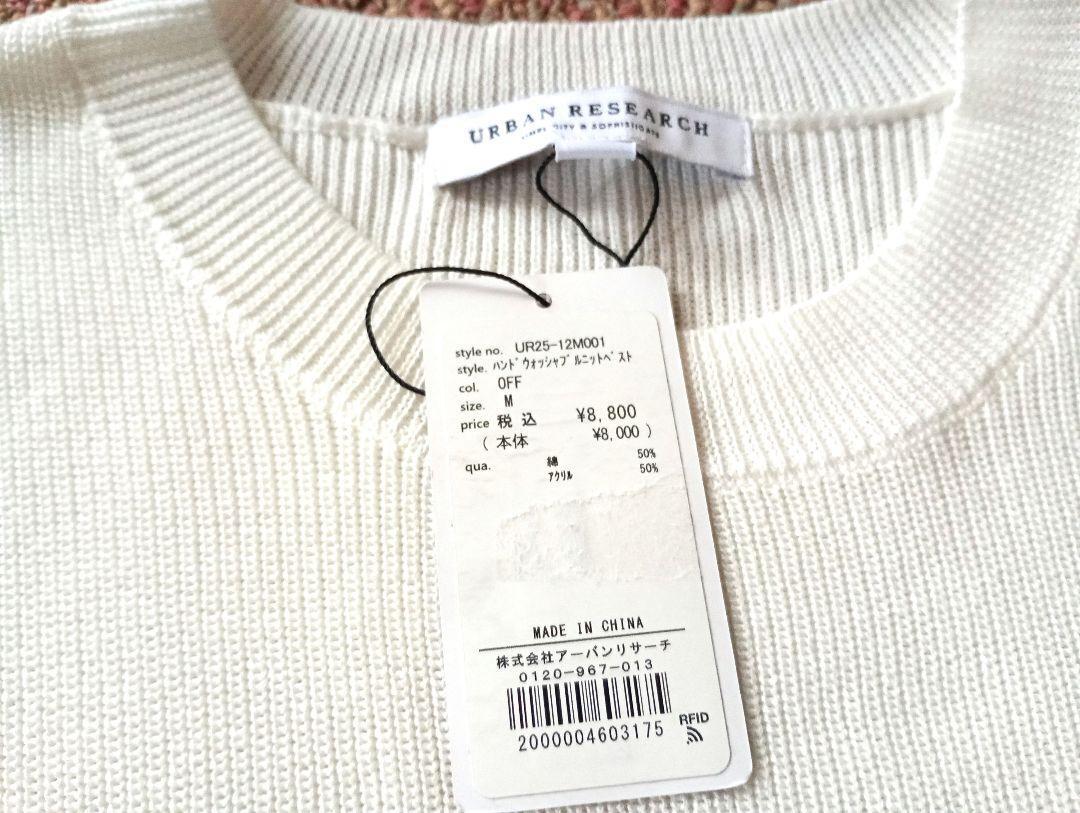 URBAN RESEARCH
& SOPHISTICATE
style no. UR25-12M001
style. ﾊﾝﾄﾞｳｫｯｼｬﾌﾞﾙﾆｯﾄﾍﾞｽﾄ
col. OFF
size. M
price 税 込 ¥8,800
( 本体 ¥8,000 )
qua. 綿 50%
ｱｸﾘﾙ 50%
MADE IN CHINA
株式会社アーバンリサーチ
0120-967-013
RFID
2000004603175